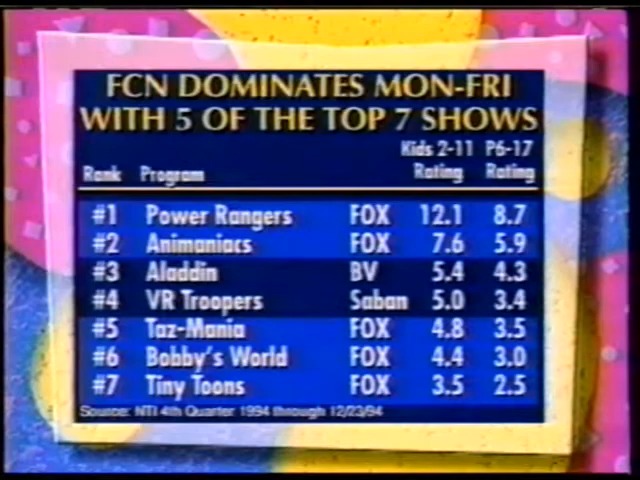 FCN DOMINATES MON-FRI
WITH 5 OF THE TOP 7 SHOWS
Kids 2-11 P6-17
Rank Program Rating Rating
#1 Power Rangers FOX 12.1 8.7
#2 Animaniacs FOX 7.6 5.9
#3 Aladdin BV 5.4 4.3
#4 VR Troopers Saban 5.0 3.4
#5 Taz-Mania FOX 4.8 3.5
#6 Bobby's World FOX 4.4 3.0
#7 Tiny Toons FOX 3.5 2.5
Source: NTI 4th Quarter 1994 through 12/23/94